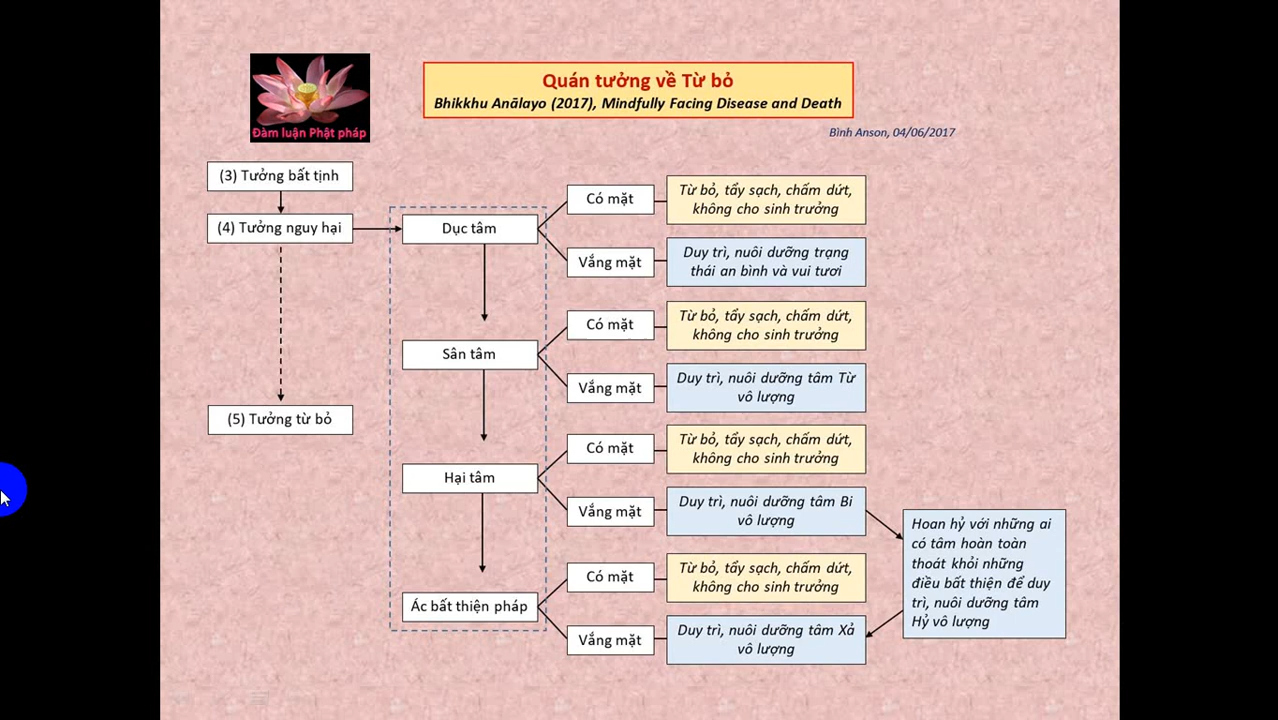 Quán tưởng về Từ bỏ
Bhikkhu Anālayo (2017), Mindfully Facing Disease and Death
Đàm luận Phật pháp
Bình Anson, 04/06/2017
(3) Tưởng bất tịnh
(4) Tưởng nguy hại
(5) Tưởng từ bỏ
Dục tâm
Có mặt
Từ bỏ, tẩy sạch, chấm dứt,
không cho sinh trưởng
Vắng mặt
Duy trì, nuôi dưỡng trạng
thái an bình và vui tươi
Sân tâm
Có mặt
Từ bỏ, tẩy sạch, chấm dứt,
không cho sinh trưởng
Vắng mặt
Duy trì, nuôi dưỡng tâm Từ
vô lượng
Hại tâm
Có mặt
Từ bỏ, tẩy sạch, chấm dứt,
không cho sinh trưởng
Vắng mặt
Duy trì, nuôi dưỡng tâm Bi
vô lượng
Hoan hỷ với những ai
có tâm hoàn toàn
thoát khỏi những
điều bất thiện để duy
trì, nuôi dưỡng tâm
Hỷ vô lượng
Ác bất thiện pháp
Có mặt
Từ bỏ, tẩy sạch, chấm dứt,
không cho sinh trưởng
Vắng mặt
Duy trì, nuôi dưỡng tâm Xả
vô lượng